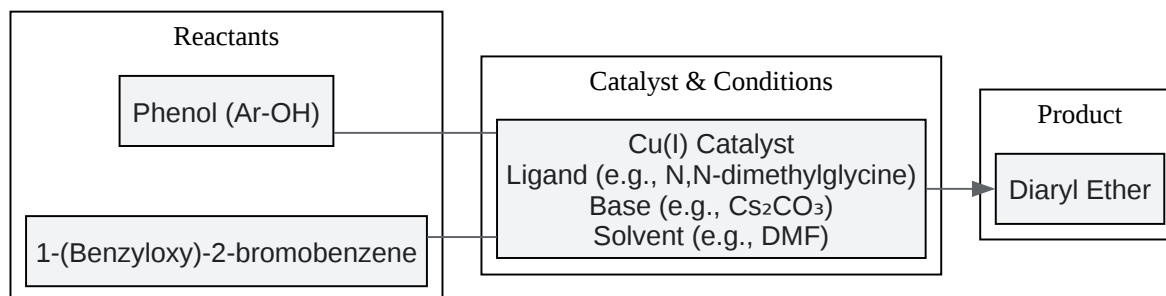 Reactants
Phenol (Ar-OH)
1-(Benzyloxy)-2-bromobenzene
Catalyst & Conditions
Cu(I) Catalyst
Ligand (e.g., N,N-dimethylglycine)
Base (e.g., Cs₂CO₃)
Solvent (e.g., DMF)
Product
Diaryl Ether